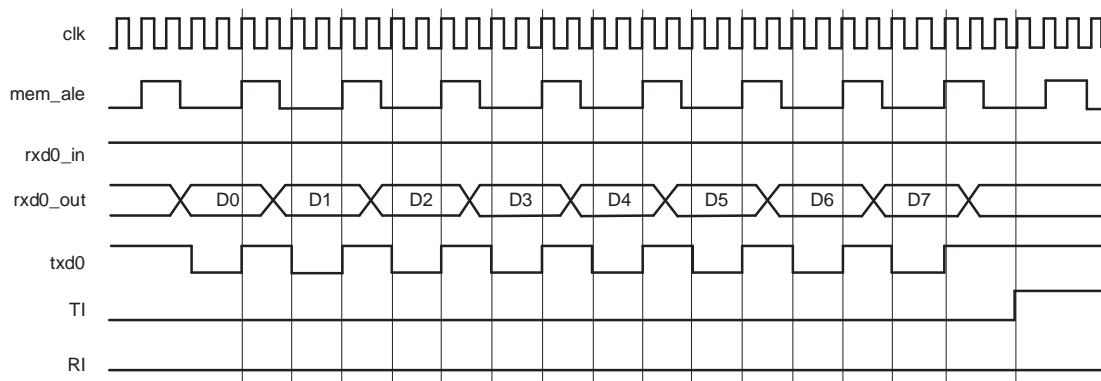 clk
mem_ale
rxd0_in
rxd0_out D0 D1 D2 D3 D4 D5 D6 D7
txd0
TI
RI